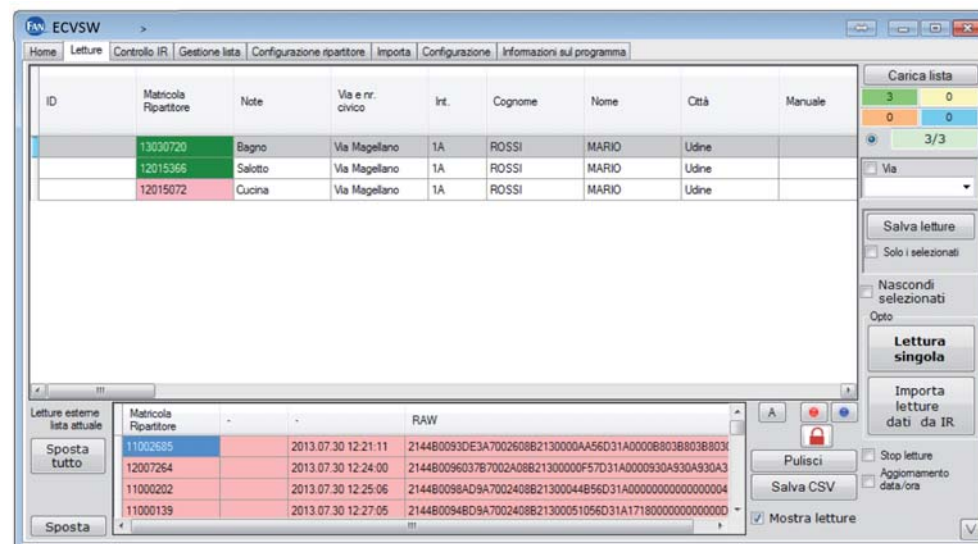 FAN ECVSW >
Home Letture Controllo IR Gestione lista Configurazione ripartitore Importa Configurazione Informazioni sul programma
ID Matricola Ripartitore Note Via e nr. civico Int. Cognome Nome Città Manuale
13030720 Bagno Via Magellano 1A ROSSI MARIO Udine
12015366 Salotto Via Magellano 1A ROSSI MARIO Udine
12015072 Cucina Via Magellano 1A ROSSI MARIO Udine
Carica lista
3 0
0 0
3/3
Via
Salva letture
Solo i selezionati
Nascondi
selezionati
Opto
Lettura
singola
Importa
letture
dati da IR
Stop letture
Aggiornamento
data/ora
V
Letture esterne
lista attuale
Sposta
tutto
Sposta
Matricola Ripartitore - - RAW
11002685 2013.07.30 12:21:11 2144B0093DE3A7002608B2130000AA56D31A0000B803B803B803(
12007264 2013.07.30 12:24:00 2144B0096037B7002A08B21300000F57D31A0000930A930A930A3
11000202 2013.07.30 12:25:06 2144B0098AD9A7002408B21300044B56D31A00000000000000004
11000139 2013.07.30 12:27:05 2144B0094BD9A7002408B21300051056D31A17180000000000000D
A
Pulisci
Salva CSV
Mostra letture